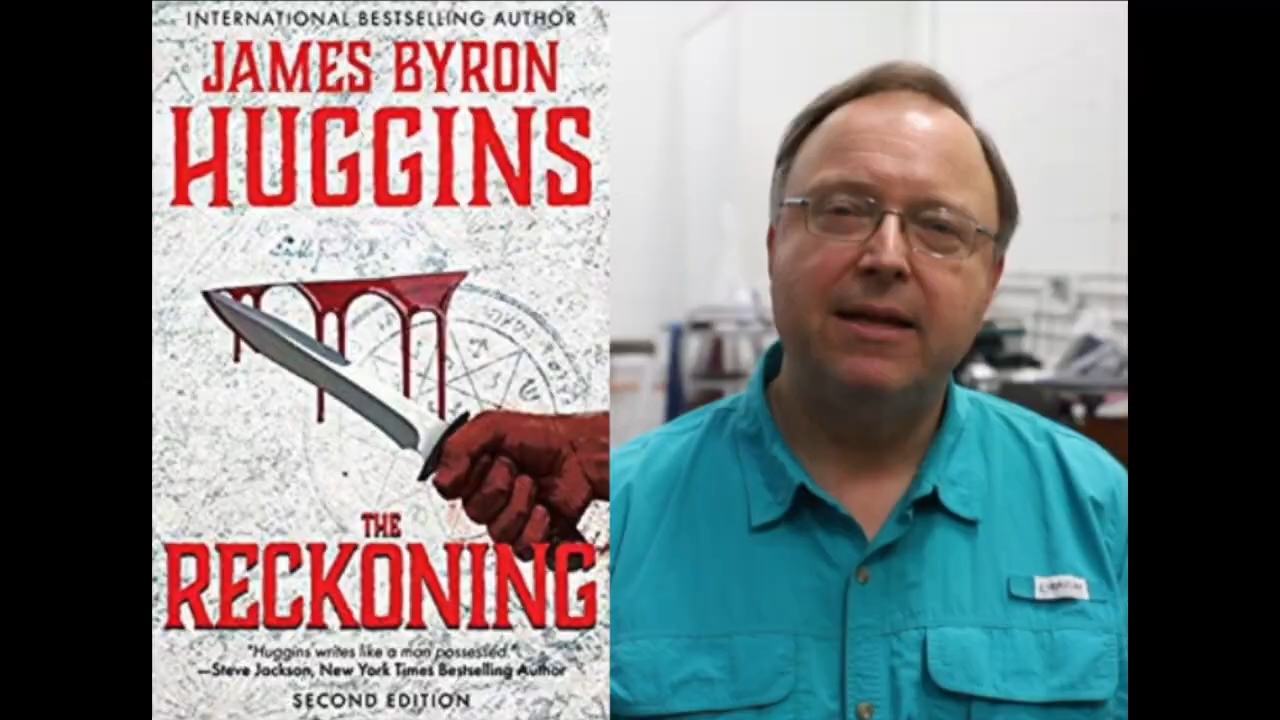 INTERNATIONAL BESTSELLING AUTHOR
JAMES BYRON
HUGGINS
THE
RECKONING
"Huggins writes like a man possessed."
—Steve Jackson, New York Times Bestselling Author
SECOND EDITION